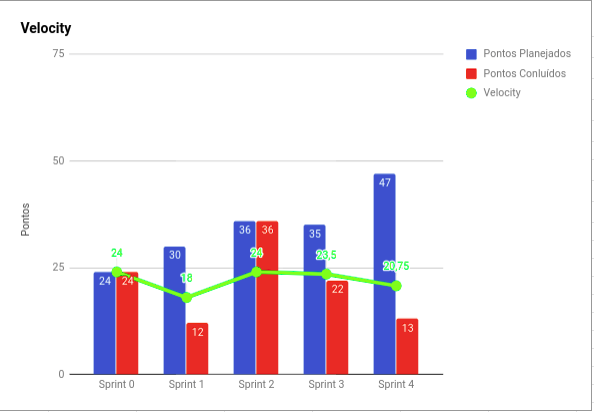 Velocity
75
50
25
0
Pontos
Pontos Planejados
Pontos Conluídos
Velocity
24
24
24
30
18
12
36
24
36
35
23,5
22
47
20,75
13
Sprint 0
Sprint 1
Sprint 2
Sprint 3
Sprint 4